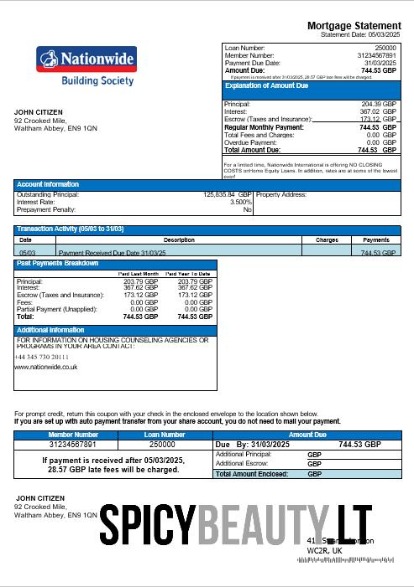 Mortgage Statement
Statement Date: 05/03/2025
Nationwide
Building Society
Loan Number: 250000
Member Number: 31234567891
Payment Due Date: 31/03/2025
Amount Due: 744.53 GBP
If payment is received after 31/03/2025, 28.57 GBP late fee will be charged.
Explanation of Amount Due
Principal: 204.39 GBP
Interest: 367.02 GBP
Escrow (Taxes and Insurance): 173.12 GBP
Regular Monthly Payment: 744.53 GBP
Total Fees and Charges: 0.00 GBP
Overdue Payment: 0.00 GBP
Total Amount Due: 744.53 GBP
For a limited time, Nationwide International is offering NO CLOSING
COSTS onHome Equity Loans. In addition, rates are at some of the lowest
JOHN CITIZEN
92 Crooked Mile,
Waltham Abbey, EN9 1QN
Account Information
Outstanding Principal: 125,835.84 GBP Property Address:
Interest Rate: 3.500%
Prepayment Penalty: No
Transaction Activity (05/03 to 31/03)
Date Description Charges Payments
05/03 Payment Received Due Date 31/03/25 744.53 GBP
Past Payments Breakdown
Paid Last Month Paid Year To Date
Principal: 203.79 GBP 203.79 GBP
Interest: 367.62 GBP 367.62 GBP
Escrow (Taxes and Insurance): 173.12 GBP 173.12 GBP
Fees: 0.00 GBP 0.00 GBP
Partial Payment (Unapplied): 0.00 GBP 0.00 GBP
Total: 744.53 GBP 744.53 GBP
Additional Information
FOR INFORMATION ON HOUSING COUNSELING AGENCIES OR
PROGRAMS IN YOUR AREA CONTACT:
+44 345 730 20111
www.nationwide.co.uk
For prompt credit, return this coupon with your check in the enclosed envelope to the location shown below.
If you are set up with auto payment transfer from your share account, you do not need to mail your payment.
Member Number Loan Number Amount Due
31234567891 250000 Due By: 31/03/2025 744.53 GBP
If payment is received after 05/03/2025,
28.57 GBP late fees will be charged.
Additional Principal: GBP
Additional Escrow: GBP
Total Amount Enclosed: GBP
JOHN CITIZEN
92 Crooked Mile,
Waltham Abbey, EN9 1QN
SPICYBEAUTY.LT
WC2R, UK